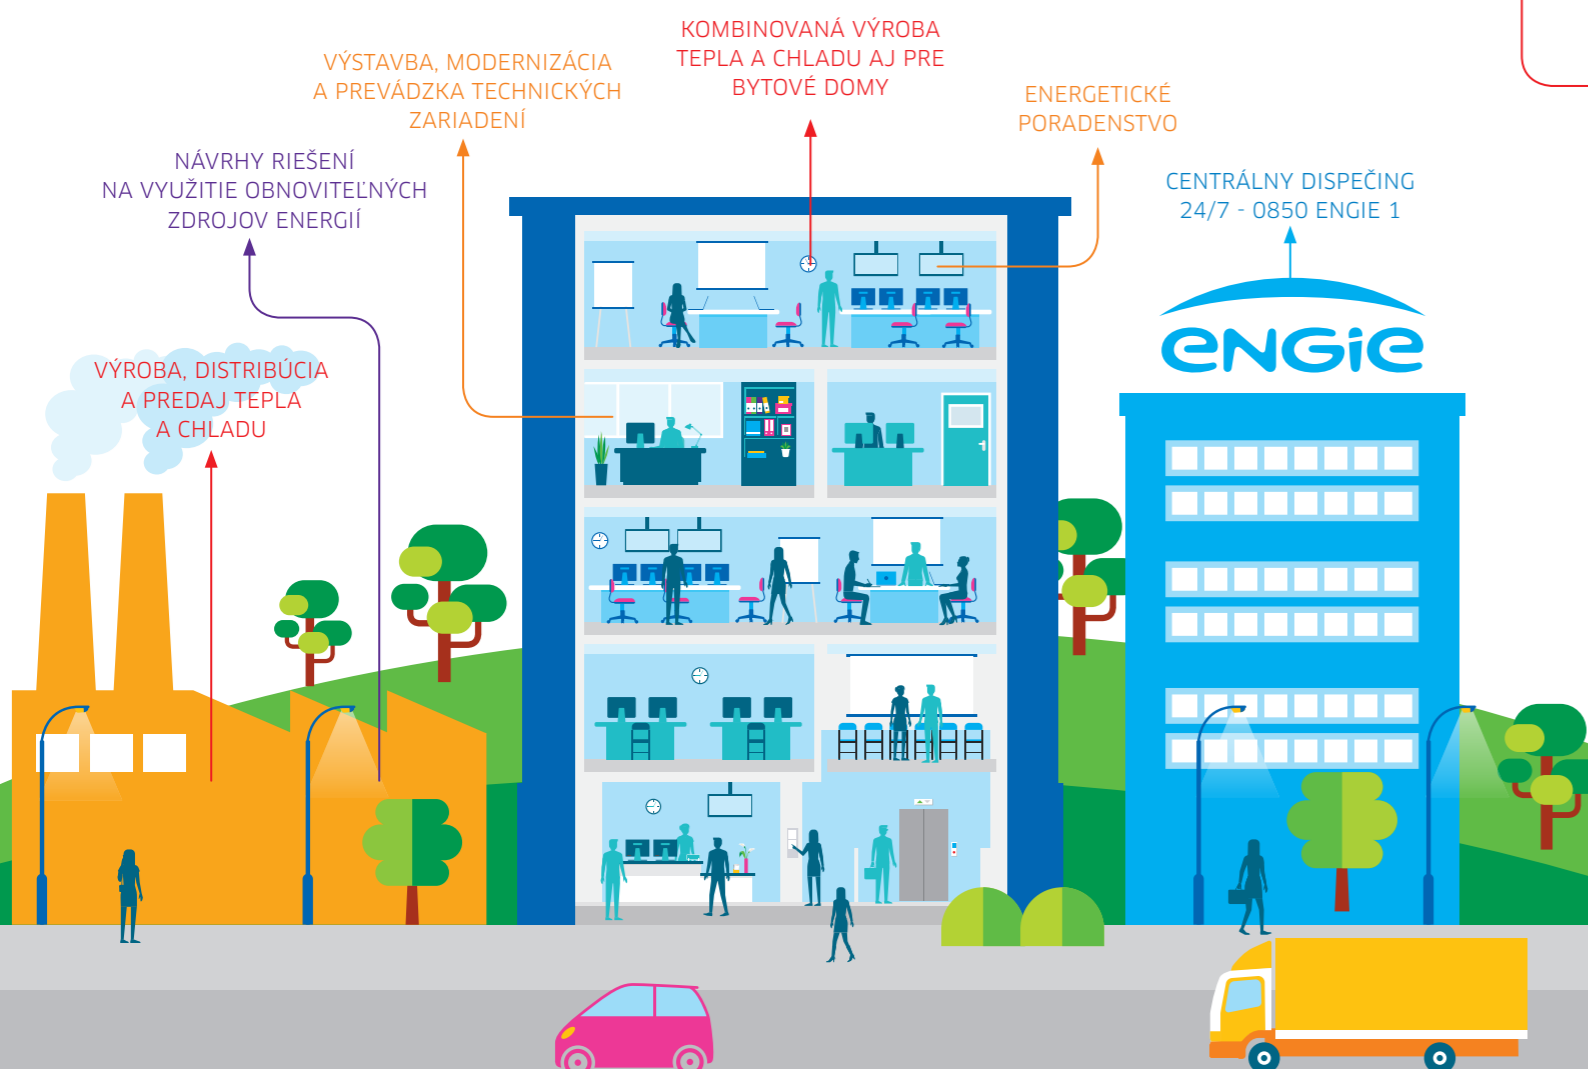 KOMBINOVANÁ VÝROBA
TEPLA A CHLADU AJ PRE
BYTOVÉ DOMY
VÝSTAVBA, MODERNIZÁCIA
A PREVÁDZKA TECHNICKÝCH
ZARIADENÍ
ENERGETICKÉ
PORADENSTVO
NÁVRHY RIEŠENÍ
NA VYUŽITIE OBNOVITEĽNÝCH
ZDROJOV ENERGIÍ
CENTRÁLNY DISPEČING
24/7 - 0850 ENGIE 1
ENGiE
VÝROBA, DISTRIBÚCIA
A PREDAJ TEPLA
A CHLADU